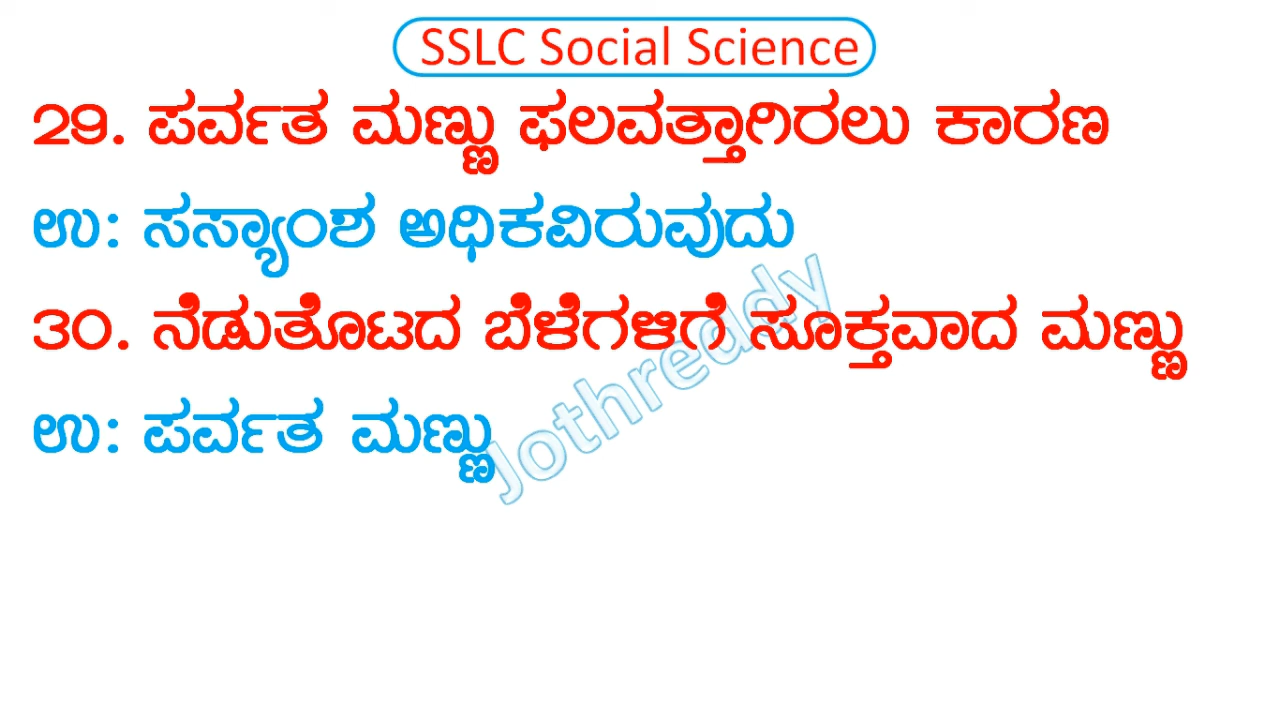 SSLC Social Science
29. ಪರ್ವತ ಮಣ್ಣು ಫಲವತ್ತಾಗಿರಲು ಕಾರಣ
ಉ: ಸಸ್ಯಾಂಶ ಅಧಿಕವಿರುವುದು
30. ನೆಡುತೊಟದ ಬೆಳೆಗಳಿಗೆ ಸೂಕ್ತವಾದ ಮಣ್ಣು
ಉ: ಪರ್ವತ ಮಣ್ಣು
Jothreddy